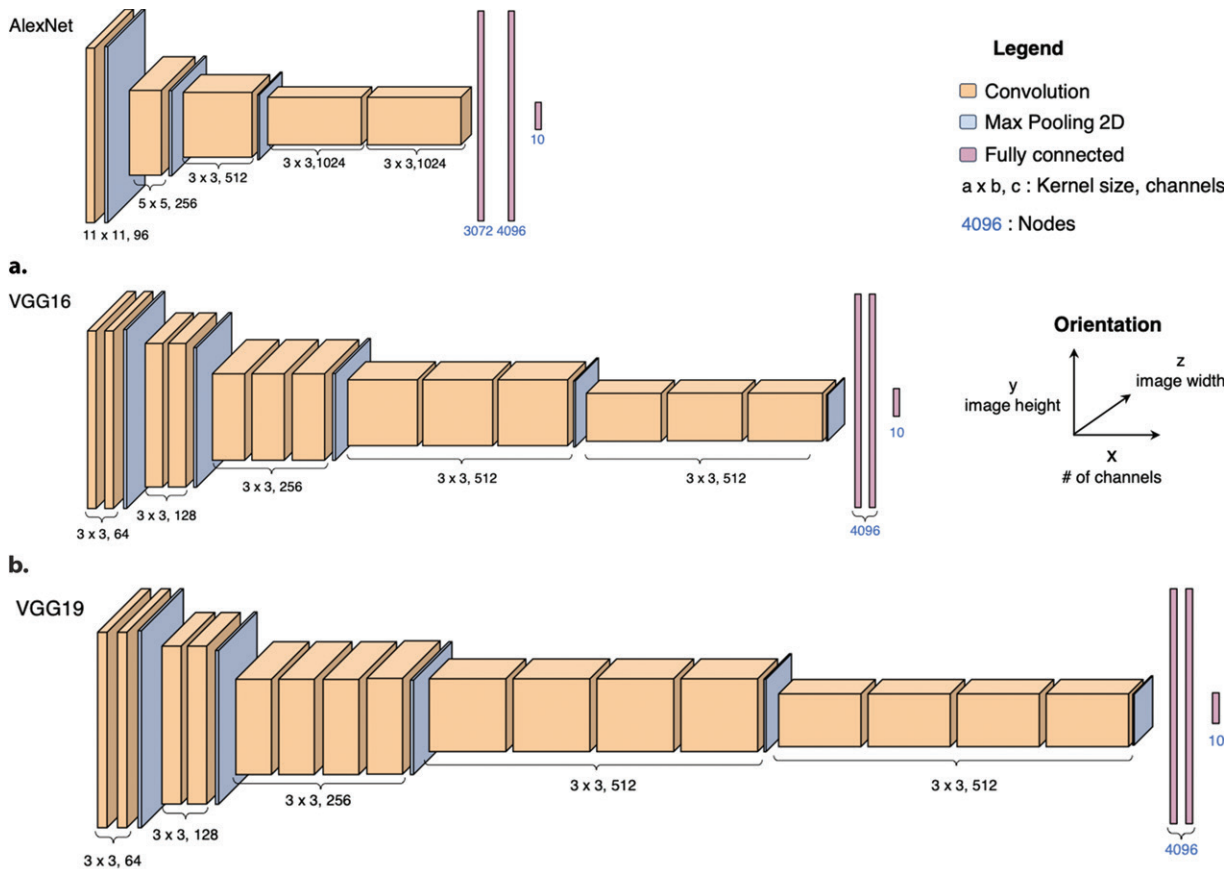 AlexNet
11 x 11, 96
5 x 5, 256
3 x 3, 512
3 x 3,1024
3 x 3,1024
3072
4096
10
Legend
Convolution
Max Pooling 2D
Fully connected
a x b, c : Kernel size, channels
4096 : Nodes
a.
VGG16
3 x 3, 64
3 x 3, 128
3 x 3, 256
3 x 3, 512
3 x 3, 512
4096
10
Orientation
y
image height
z
image width
x
# of channels
b.
VGG19
3 x 3, 64
3 x 3, 128
3 x 3, 256
3 x 3, 512
3 x 3, 512
4096
10